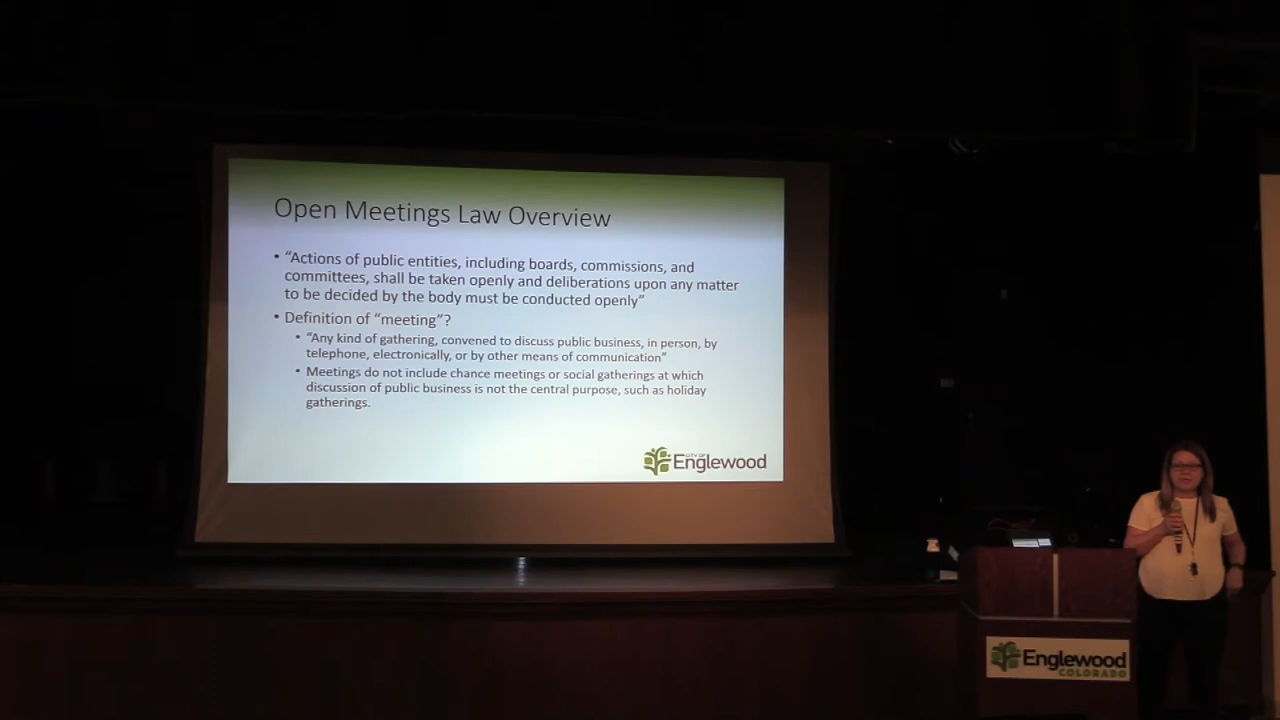 Open Meetings Law Overview
• “Actions of public entities, including boards, commissions, and
committees, shall be taken openly and deliberations upon any matter
to be decided by the body must be conducted openly”
• Definition of “meeting”?
• “Any kind of gathering, convened to discuss public business, in person, by
telephone, electronically, or by other means of communication”
• Meetings do not include chance meetings or social gatherings at which
discussion of public business is not the central purpose, such as holiday
gatherings.
CITY OF
Englewood
Englewood
COLORADO